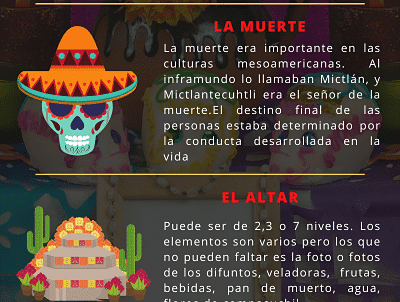 LA MUERTE
La muerte era importante en las
culturas mesoamericanas. Al
inframundo lo llamaban Mictlán, y
Mictlantecuhtli era el señor de la
muerte.El destino final de las
personas estaba determinado por
la conducta desarrollada en la
vida
EL ALTAR
Puede ser de 2,3 o 7 niveles. Los
elementos son varios pero los que
no pueden faltar es la foto o fotos
de los difuntos, veladoras, frutas,
bebidas, pan de muerto, agua,